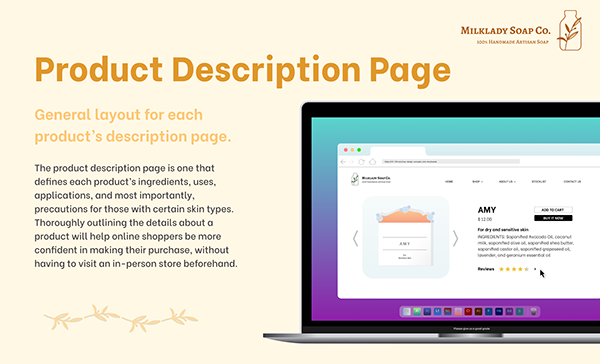 MILKLADY SOAP CO.
100% HANDMADE ARTISAN SOAP
Product Description Page
General layout for each
product's description page.
The product description page is one that
defines each product's ingredients, uses,
applications, and most importantly,
precautions for those with certain skin types.
Thoroughly outlining the details about a
product will help online shoppers be more
confident in making their purchase, without
having to visit an in-person store beforehand.
MILKLADY SOAP CO.
HOME SHOP ABOUT US STOCKLIST CONTACT US
AMY
AMY
$ 12.00
ADD TO CART
BUY IT NOW
For dry and sensitive skin
INGREDIENTS: Saponified Avocado Oil, coconut
milk, saponified olive oil, saponified shea butter,
saponified castor oil, saponified grapeseed oil,
lavender, and geranium essential oil.
Reviews